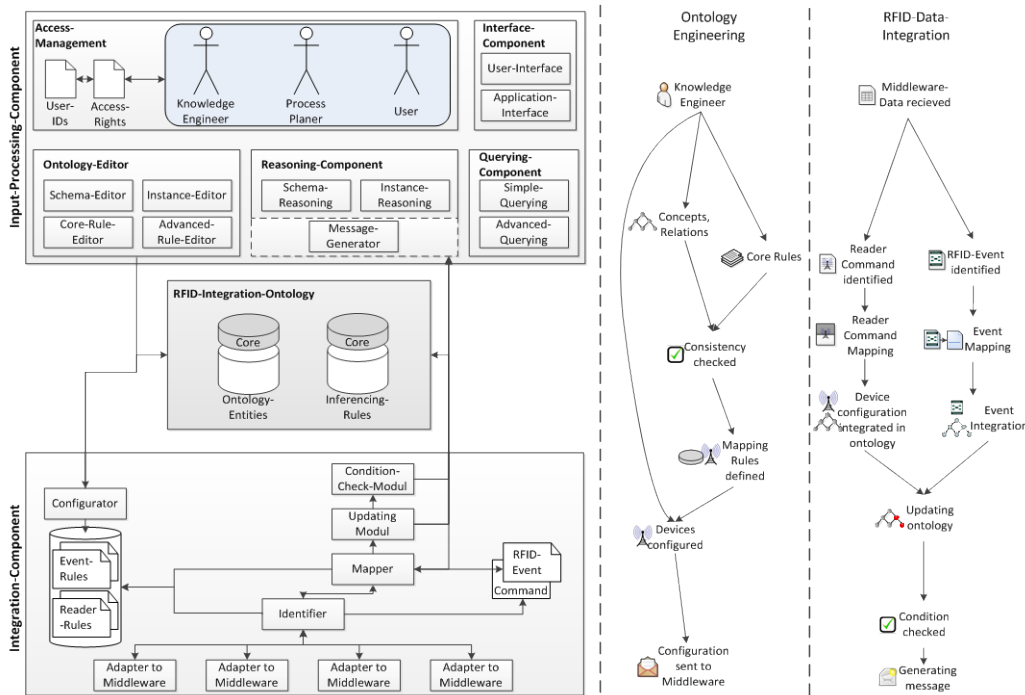 Input-Processing-Component
Access-
Management
User-
IDs
Access-
Rights
Knowledge
Engineer
Process
Planer
User
Interface-
Component
User-Interface
Application-
Interface
Ontology-Editor
Schema-Editor
Instance-Editor
Core-Rule-
Editor
Advanced-
Rule-Editor
Reasoning-Component
Schema-
Reasoning
Instance-
Reasoning
Message-
Generator
Querying-
Component
Simple-
Querying
Advanced-
Querying
RFID-Integration-Ontology
Core
Core
Ontology-
Entities
Inferencing-
Rules
Integration-Component
Configurator
Event-
Rules
Reader
-Rules
Condition-
Check-Modul
Updating
Modul
Mapper
Identifier
RFID-
Event
Command
Adapter to
Middleware
Adapter to
Middleware
Adapter to
Middleware
Adapter to
Middleware
Ontology
Engineering
Knowledge
Engineer
Concepts,
Relations
Core Rules
Consistency
checked
Mapping
Rules
defined
Devices
configured
Configuration
sent to
Middleware
RFID-Data-
Integration
Middleware-
Data recieved
Reader
Command
identified
RFID-Event
identified
Reader
Command
Mapping
Event
Mapping
Device
configuration
integrated in
ontology
Event
Integration
Updating
ontology
Condition
checked
Generating
message